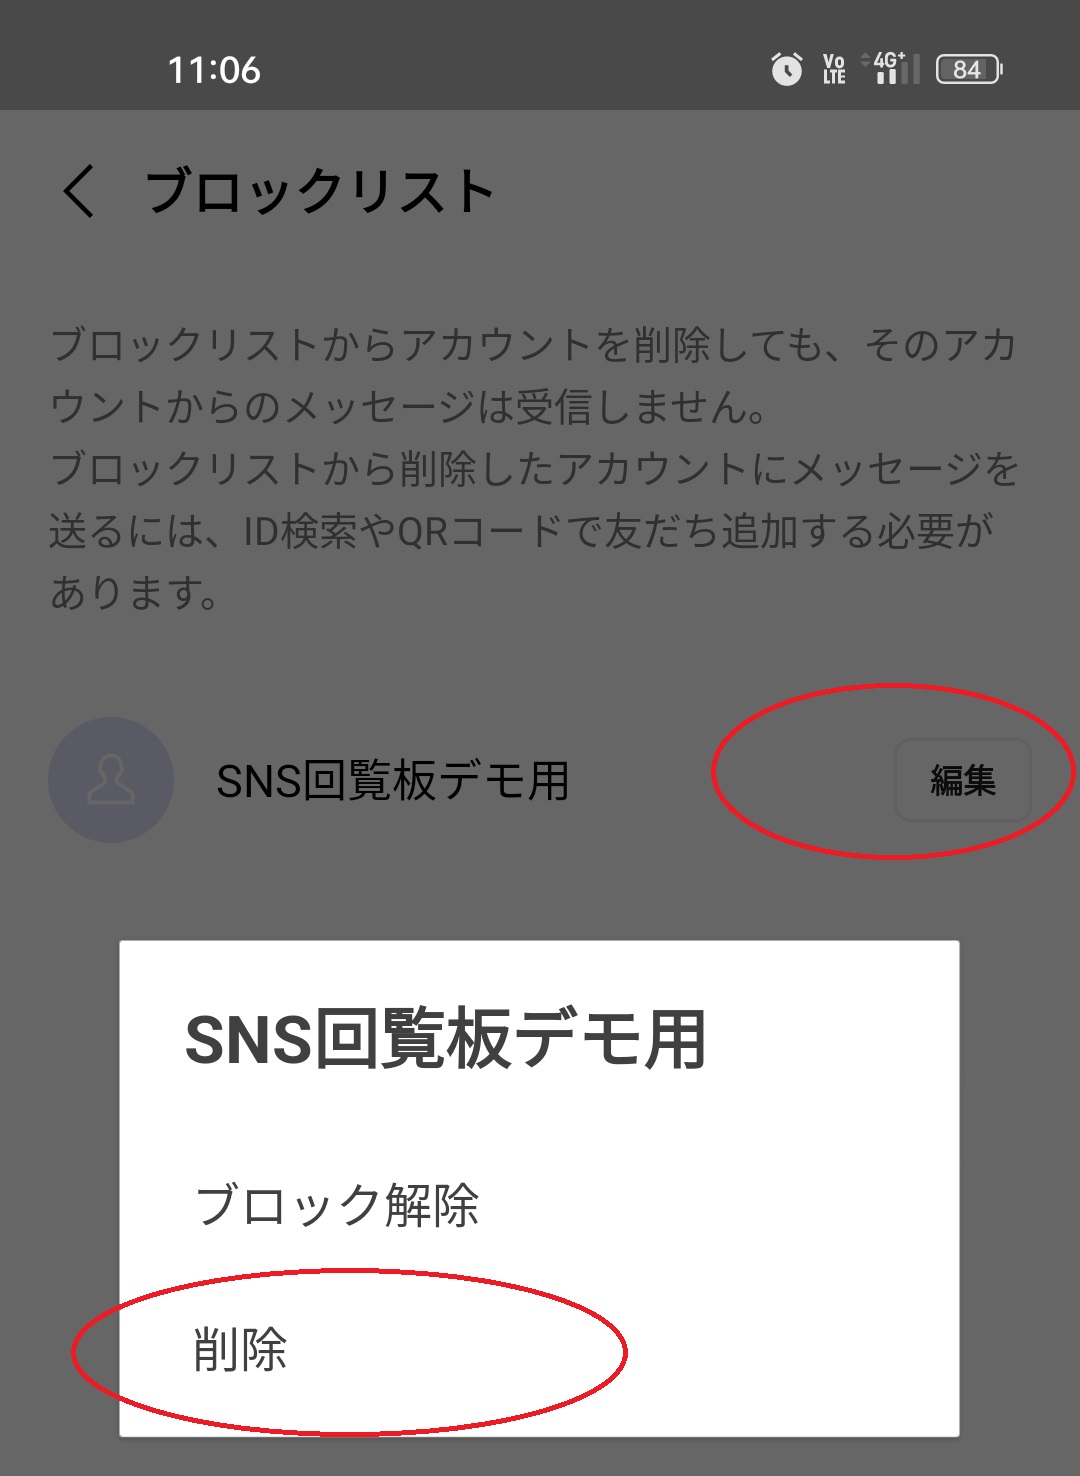 11:06
Vo LTE 4G+ 84
ブロックリスト
ブロックリストからアカウントを削除しても、そのアカ
ウントからのメッセージは受信しません。
ブロックリストから削除したアカウントにメッセージを
送るには、ID検索やQRコードで友だち追加する必要が
あります。
SNS回覧板デモ用
編集
SNS回覧板デモ用
ブロック解除
削除